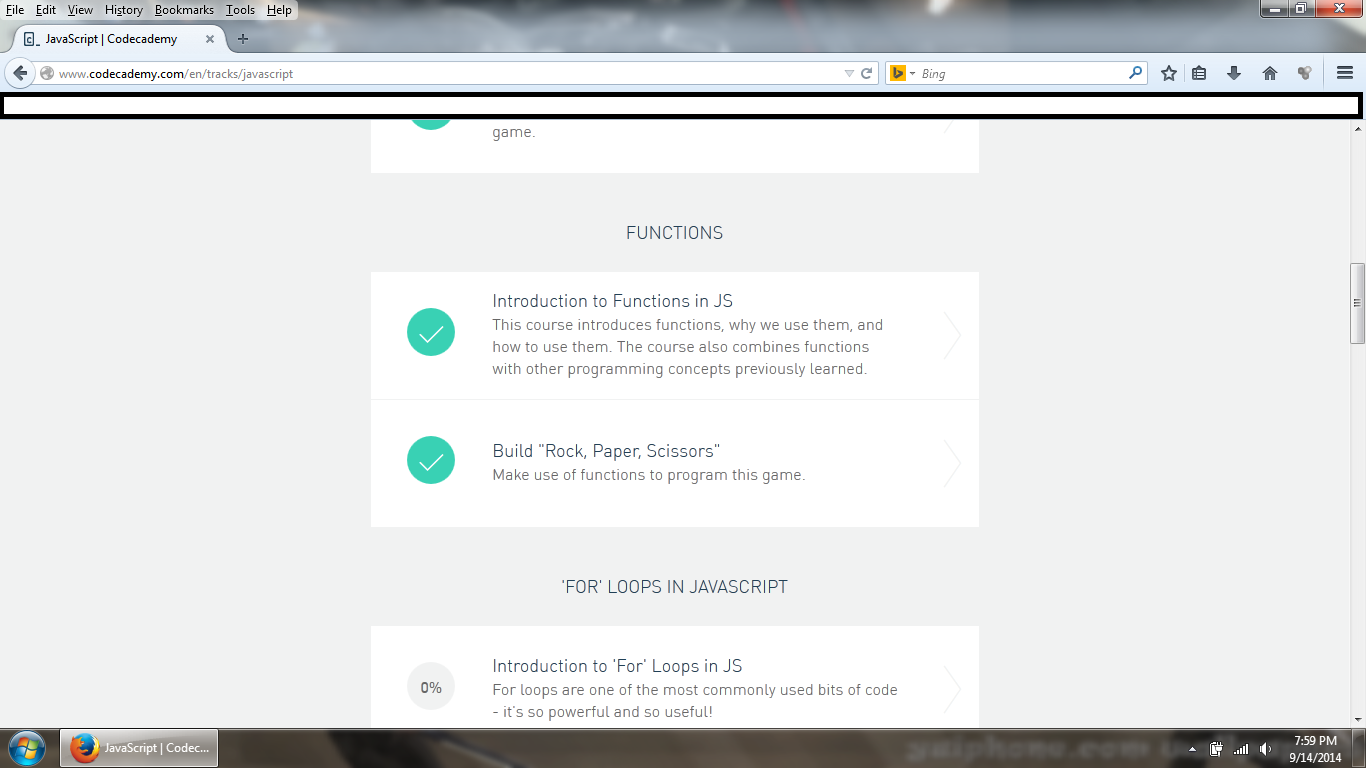 File Edit View History Bookmarks Tools Help
JavaScript | Codecademy
www.codecademy.com/en/tracks/javascript
Bing
game.
FUNCTIONS
Introduction to Functions in JS
This course introduces functions, why we use them, and
how to use them. The course also combines functions
with other programming concepts previously learned.
Build "Rock, Paper, Scissors"
Make use of functions to program this game.
'FOR' LOOPS IN JAVASCRIPT
0%
Introduction to 'For' Loops in JS
For loops are one of the most commonly used bits of code
- it's so powerful and so useful!
JavaScript | Codec...
7:59 PM
9/14/2014